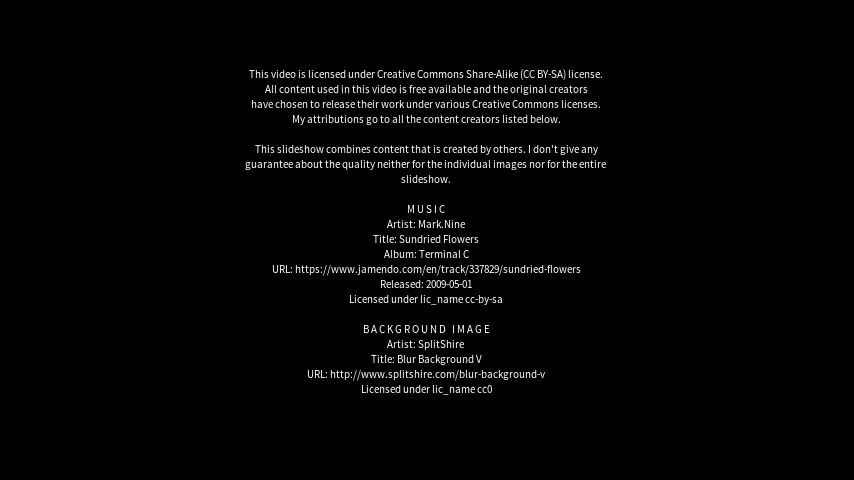 This video is licensed under Creative Commons Share-Alike (CC BY-SA) license.
All content used in this video is free available and the original creators
have chosen to release their work under various Creative Commons licenses.
My attributions go to all the content creators listed below.
This slideshow combines content that is created by others. I don't give any
guarantee about the quality neither for the individual images nor for the entire
slideshow.
MUSIC
Artist: Mark.Nine
Title: Sundried Flowers
Album: Terminal C
URL: https://www.jamendo.com/en/track/337829/sundried-flowers
Released: 2009-05-01
Licensed under lic_name cc-by-sa
BACKGROUND IMAGE
Artist: SplitShire
Title: Blur Background V
URL: http://www.splitshire.com/blur-background-v
Licensed under lic_name cc0